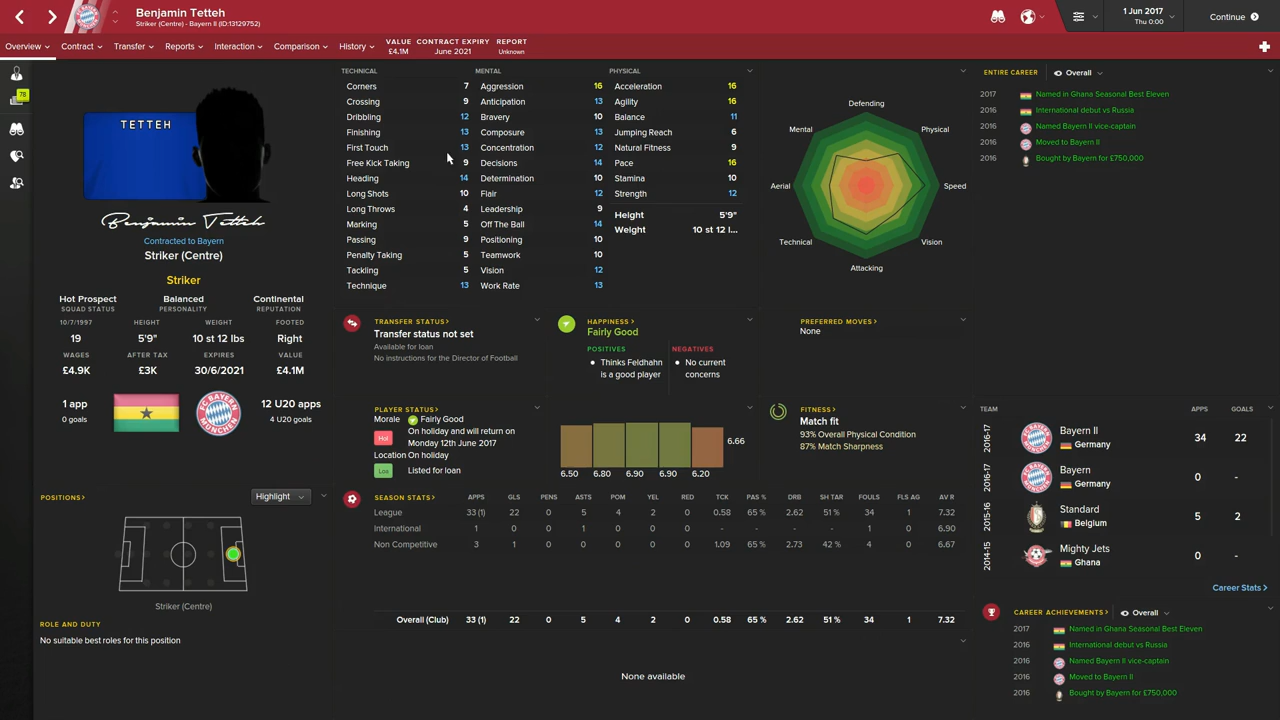 Benjamin Tetteh
Striker (Centre) - Bayern II (ID:13129752)
1 Jun 2017
Thu 0:00
Continue
Overview
Contract
Transfer
Reports
Interaction
Comparison
History
VALUE
£4.1M
CONTRACT EXPIRY
June 2021
REPORT
Unknown
78
TETTEH
Benjamin Tetteh
Contracted to Bayern
Striker (Centre)
Striker
Hot Prospect Balanced Continental
SQUAD STATUS PERSONALITY REPUTATION
10/7/1997 HEIGHT WEIGHT FOOTED
19 5'9" 10 st 12 lbs Right
WAGES AFTER TAX EXPIRES VALUE
£4.9K £3K 30/6/2021 £4.1M
1 app 12 U20 apps
0 goals 4 U20 goals
FC BAYERN MÜNCHEN
POSITIONS>
Highlight
Striker (Centre)
ROLE AND DUTY
No suitable best roles for this position
TECHNICAL MENTAL PHYSICAL
Corners 7 Aggression 16 Acceleration 16
Crossing 9 Anticipation 13 Agility 16
Dribbling 12 Bravery 10 Balance 11
Finishing 13 Composure 13 Jumping Reach 6
First Touch 13 Concentration 12 Natural Fitness 9
Free Kick Taking 9 Decisions 14 Pace 16
Heading 14 Determination 10 Stamina 10
Long Shots 10 Flair 12 Strength 12
Long Throws 4 Leadership 9 Height 5'9"
Marking 5 Off The Ball 14 Weight 10 st 12 l...
Passing 9 Positioning 10
Penalty Taking 5 Teamwork 10
Tackling 5 Vision 12
Technique 13 Work Rate 13
Defending
Mental Physical
Aerial Speed
Technical Vision
Attacking
ENTIRE CAREER Overall
2017 Named in Ghana Seasonal Best Eleven
2016 International debut vs Russia
2016 Named Bayern II vice-captain
2016 Moved to Bayern II
2016 Bought by Bayern for £750,000
TRANSFER STATUS>
Transfer status not set
Available for loan
No instructions for the Director of Football
HAPPINESS>
Fairly Good
POSITIVES NEGATIVES
• Thinks Feldhahn is a good player
• No current concerns
PREFERRED MOVES>
None
PLAYER STATUS>
Morale Fairly Good
Hol On holiday and will return on
Monday 12th June 2017
Location On holiday
Loa Listed for loan
6.66
6.50 6.80 6.90 6.90 6.20
FITNESS>
Match fit
93% Overall Physical Condition
87% Match Sharpness
SEASON STATS> APPS GLS PENS ASTS POM YEL RED TCK PAS % DRB SH TAR FOULS FLS AG AV R
League 33 (1) 22 0 5 4 2 0 0.58 65 % 2.62 51 % 34 1 7.32
International 1 0 0 1 0 0 0 - - - - 1 0 6.90
Non Competitive 3 1 0 0 0 0 0 1.09 65 % 2.73 42 % 4 0 6.67
Overall (Club) 33 (1) 22 0 5 4 2 0 0.58 65 % 2.62 51 % 34 1 7.32
None available
TEAM APPS GOALS
2016-17 Bayern II Germany 34 22
2016-17 Bayern Germany 0 -
2015-16 Standard Belgium 5 2
2014-15 Mighty Jets Ghana 0 -
Career Stats >
CAREER ACHIEVEMENTS> Overall
2017 Named in Ghana Seasonal Best Eleven
2016 International debut vs Russia
2016 Named Bayern II vice-captain
2016 Moved to Bayern II
2016 Bought by Bayern for £750,000